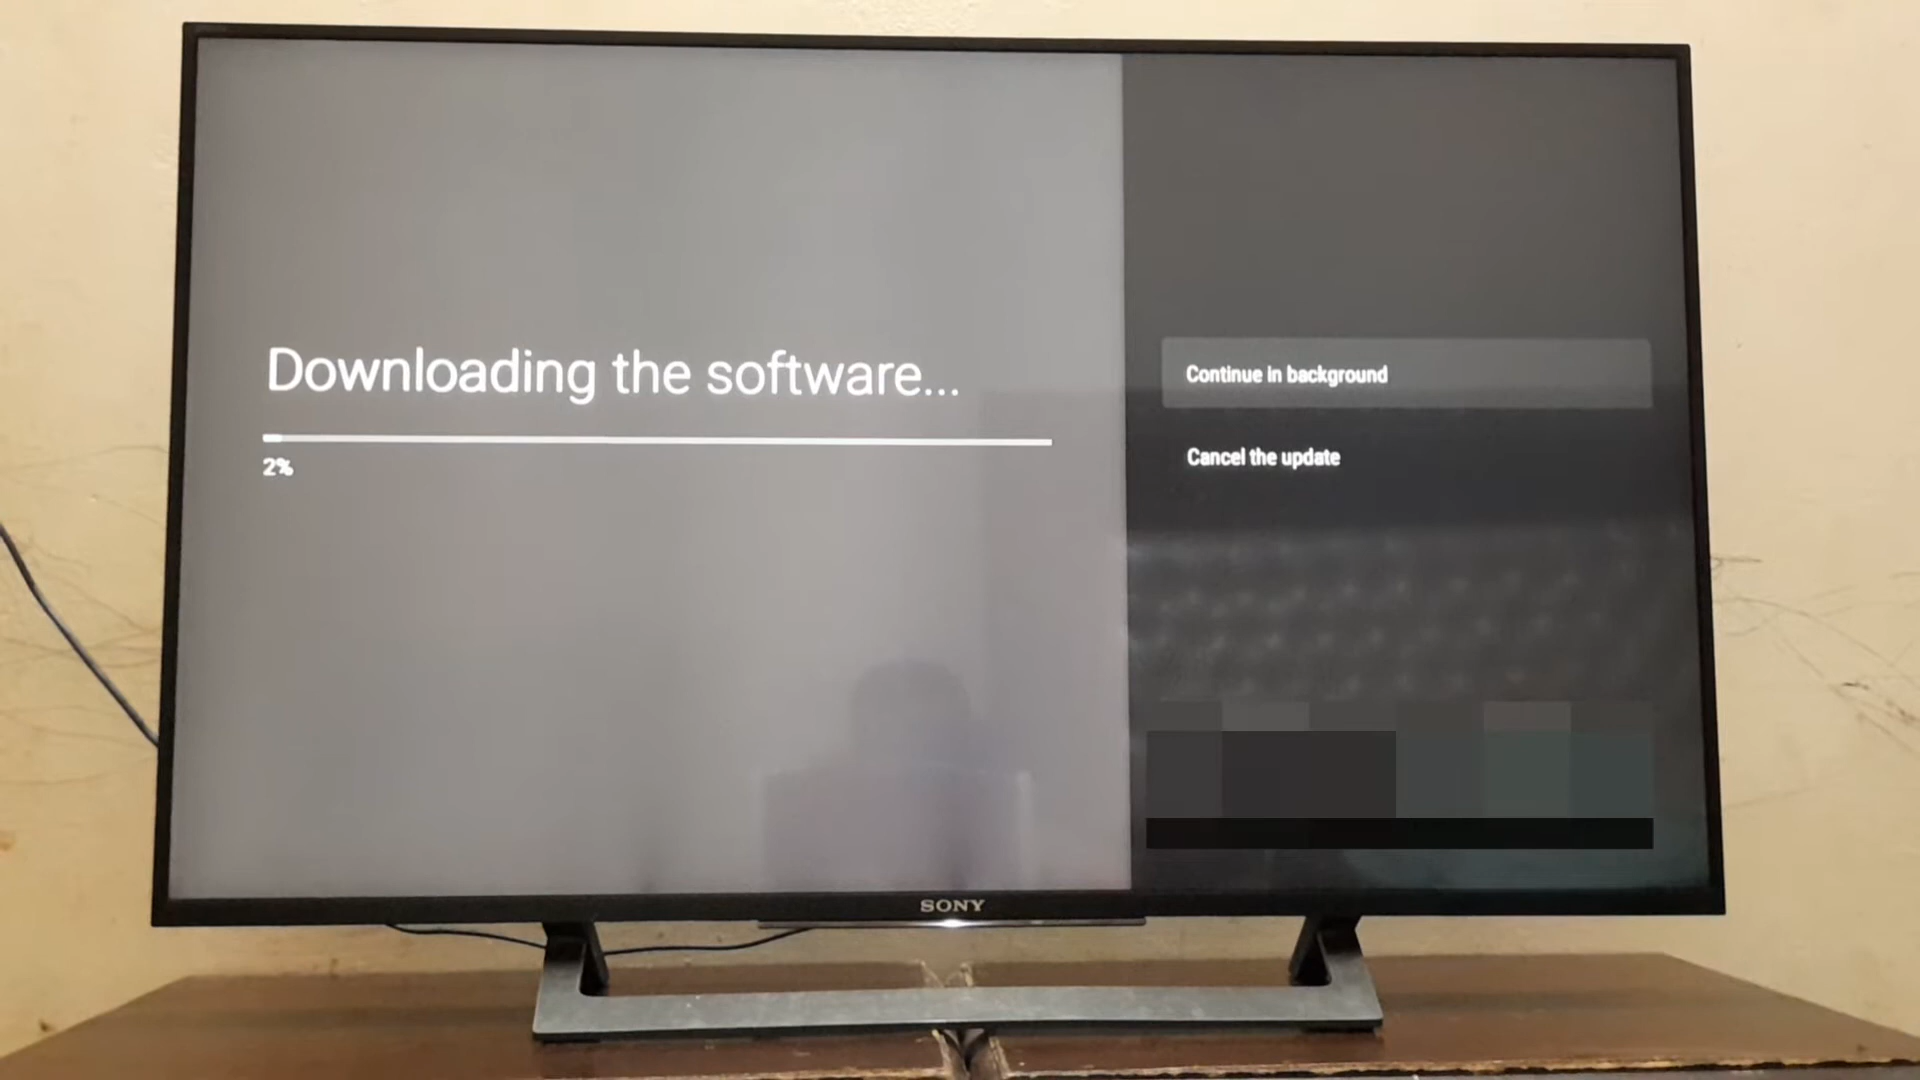 Downloading the software...
2%
Continue in background
Cancel the update
SONY